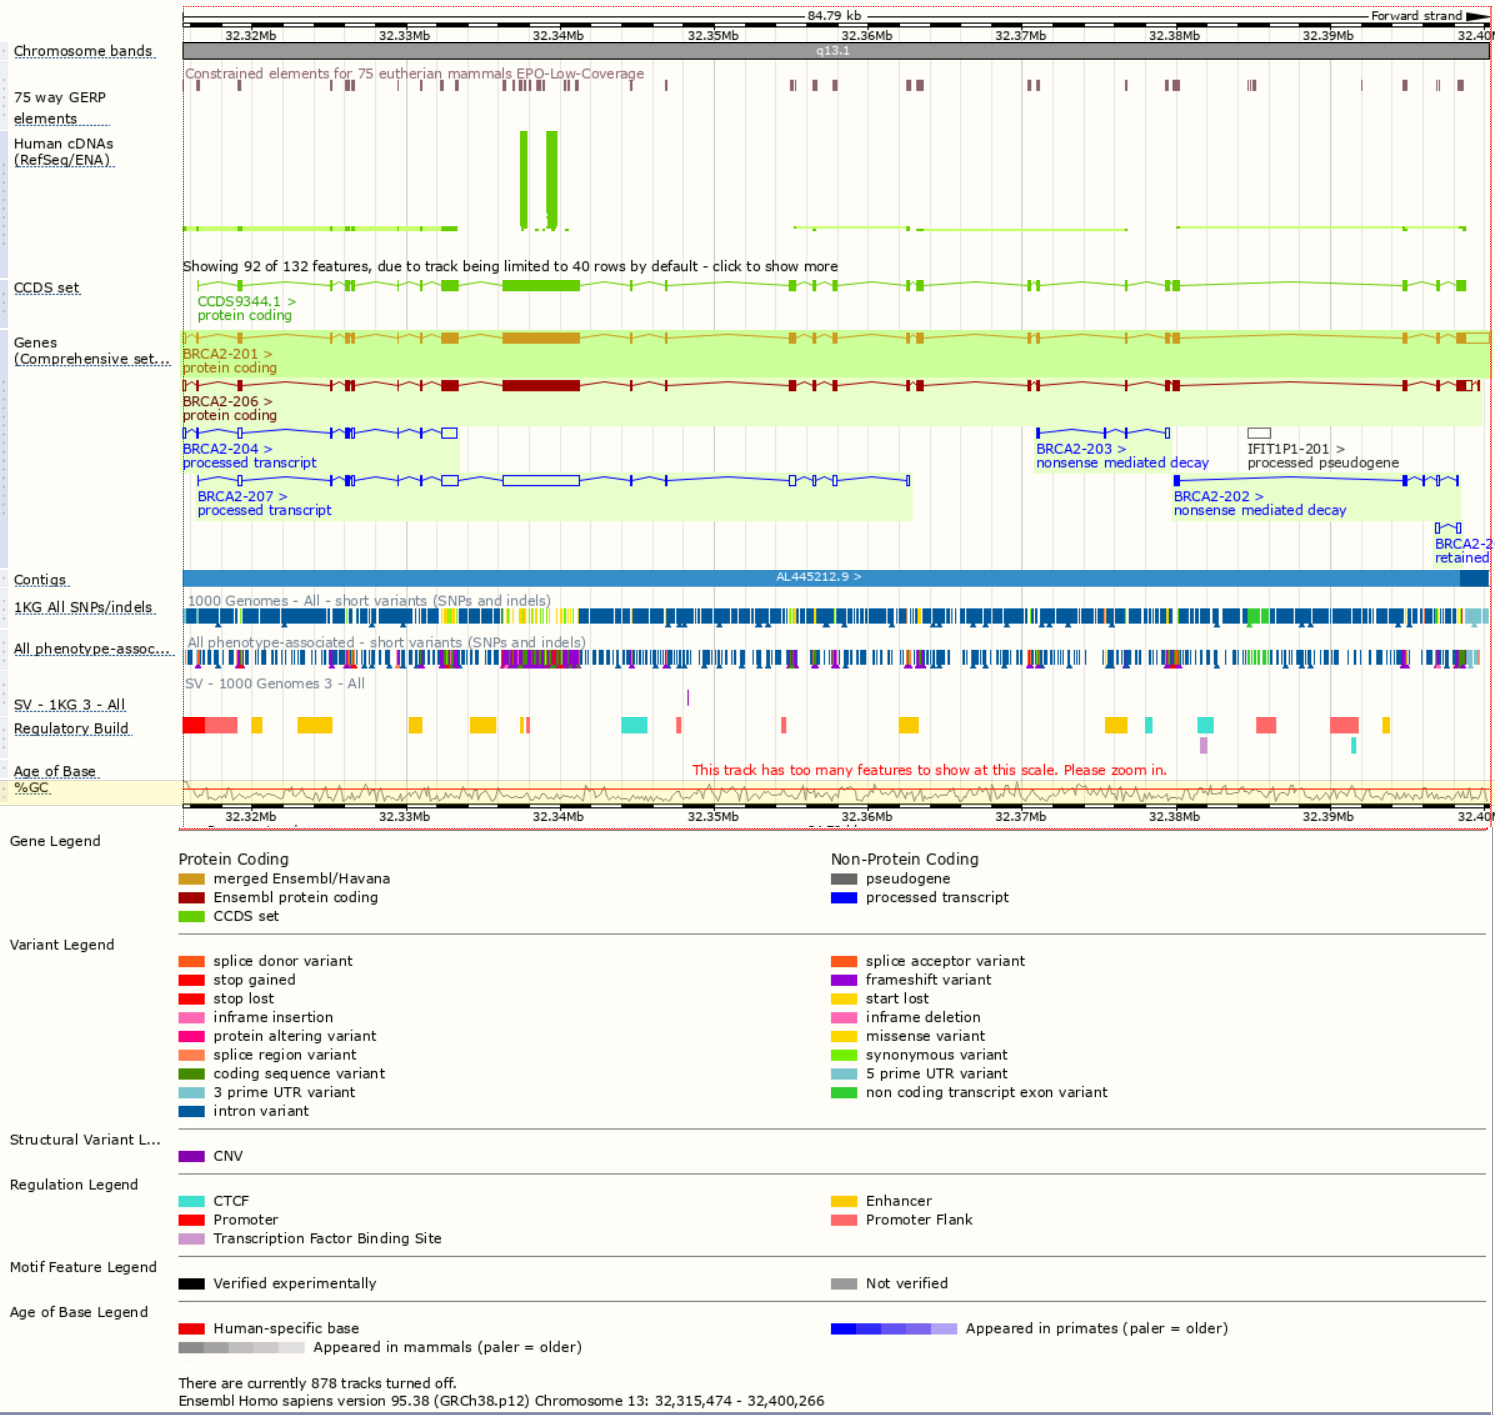 84.79 kb
Forward strand
32.32Mb 32.33Mb 32.34Mb 32.35Mb 32.36Mb 32.37Mb 32.38Mb 32.39Mb 32.40
Chromosome bands
q13.1
Constrained elements for 75 eutherian mammals EPO-Low-Coverage
75 way GERP
elements
Human cDNAs
(RefSeq/ENA)
Showing 92 of 132 features, due to track being limited to 40 rows by default - click to show more
CCDS set
CCDS9344.1 >
protein coding
Genes
(Comprehensive set...
BRCA2-201 >
protein coding
BRCA2-206 >
protein coding
BRCA2-204 >
processed transcript
BRCA2-203 >
nonsense mediated decay
IFIT1P1-201 >
processed pseudogene
BRCA2-207 >
processed transcript
BRCA2-202 >
nonsense mediated decay
BRCA2-2
retained
Contigs
AL445212.9 >
1KG All SNPs/indels
1000 Genomes - All - short variants (SNPs and indels)
All phenotype-assoc...
All phenotype-associated - short variants (SNPs and indels)
SV - 1000 Genomes 3 - All
SV - 1KG 3 - All
Regulatory Build
Age of Base
This track has too many features to show at this scale. Please zoom in.
%GC
32.32Mb 32.33Mb 32.34Mb 32.35Mb 32.36Mb 32.37Mb 32.38Mb 32.39Mb 32.40
Gene Legend
Protein Coding
Non-Protein Coding
merged Ensembl/Havana
pseudogene
Ensembl protein coding
processed transcript
CCDS set
Variant Legend
splice donor variant
splice acceptor variant
stop gained
frameshift variant
stop lost
start lost
inframe insertion
inframe deletion
protein altering variant
missense variant
splice region variant
synonymous variant
coding sequence variant
5 prime UTR variant
3 prime UTR variant
non coding transcript exon variant
intron variant
Structural Variant L...
CNV
Regulation Legend
CTCF
Enhancer
Promoter
Promoter Flank
Transcription Factor Binding Site
Motif Feature Legend
Verified experimentally
Not verified
Age of Base Legend
Human-specific base
Appeared in primates (paler = older)
Appeared in mammals (paler = older)
There are currently 878 tracks turned off.
Ensembl Homo sapiens version 95.38 (GRCh38.p12) Chromosome 13: 32,315,474 - 32,400,266